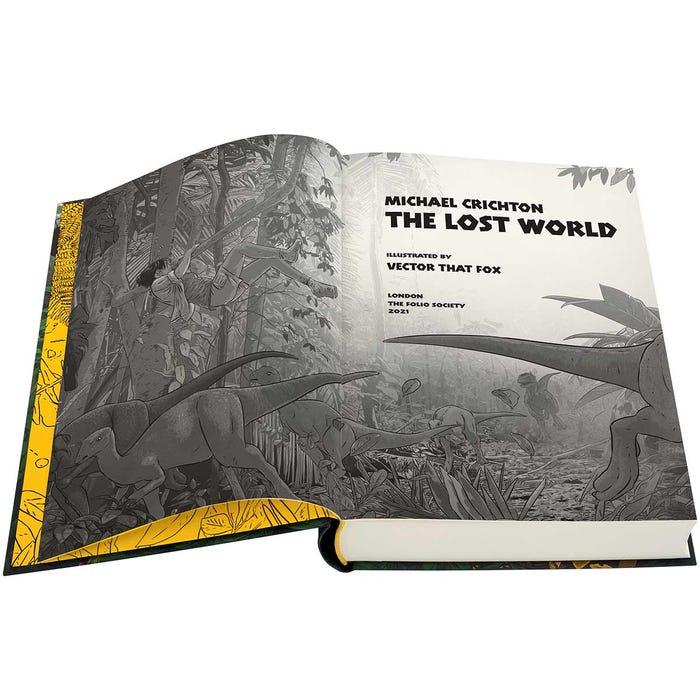 MICHAEL CRICHTON
THE LOST WORLD
ILLUSTRATED BY
VECTOR THAT FOX
LONDON
THE FOLIO SOCIETY
2021